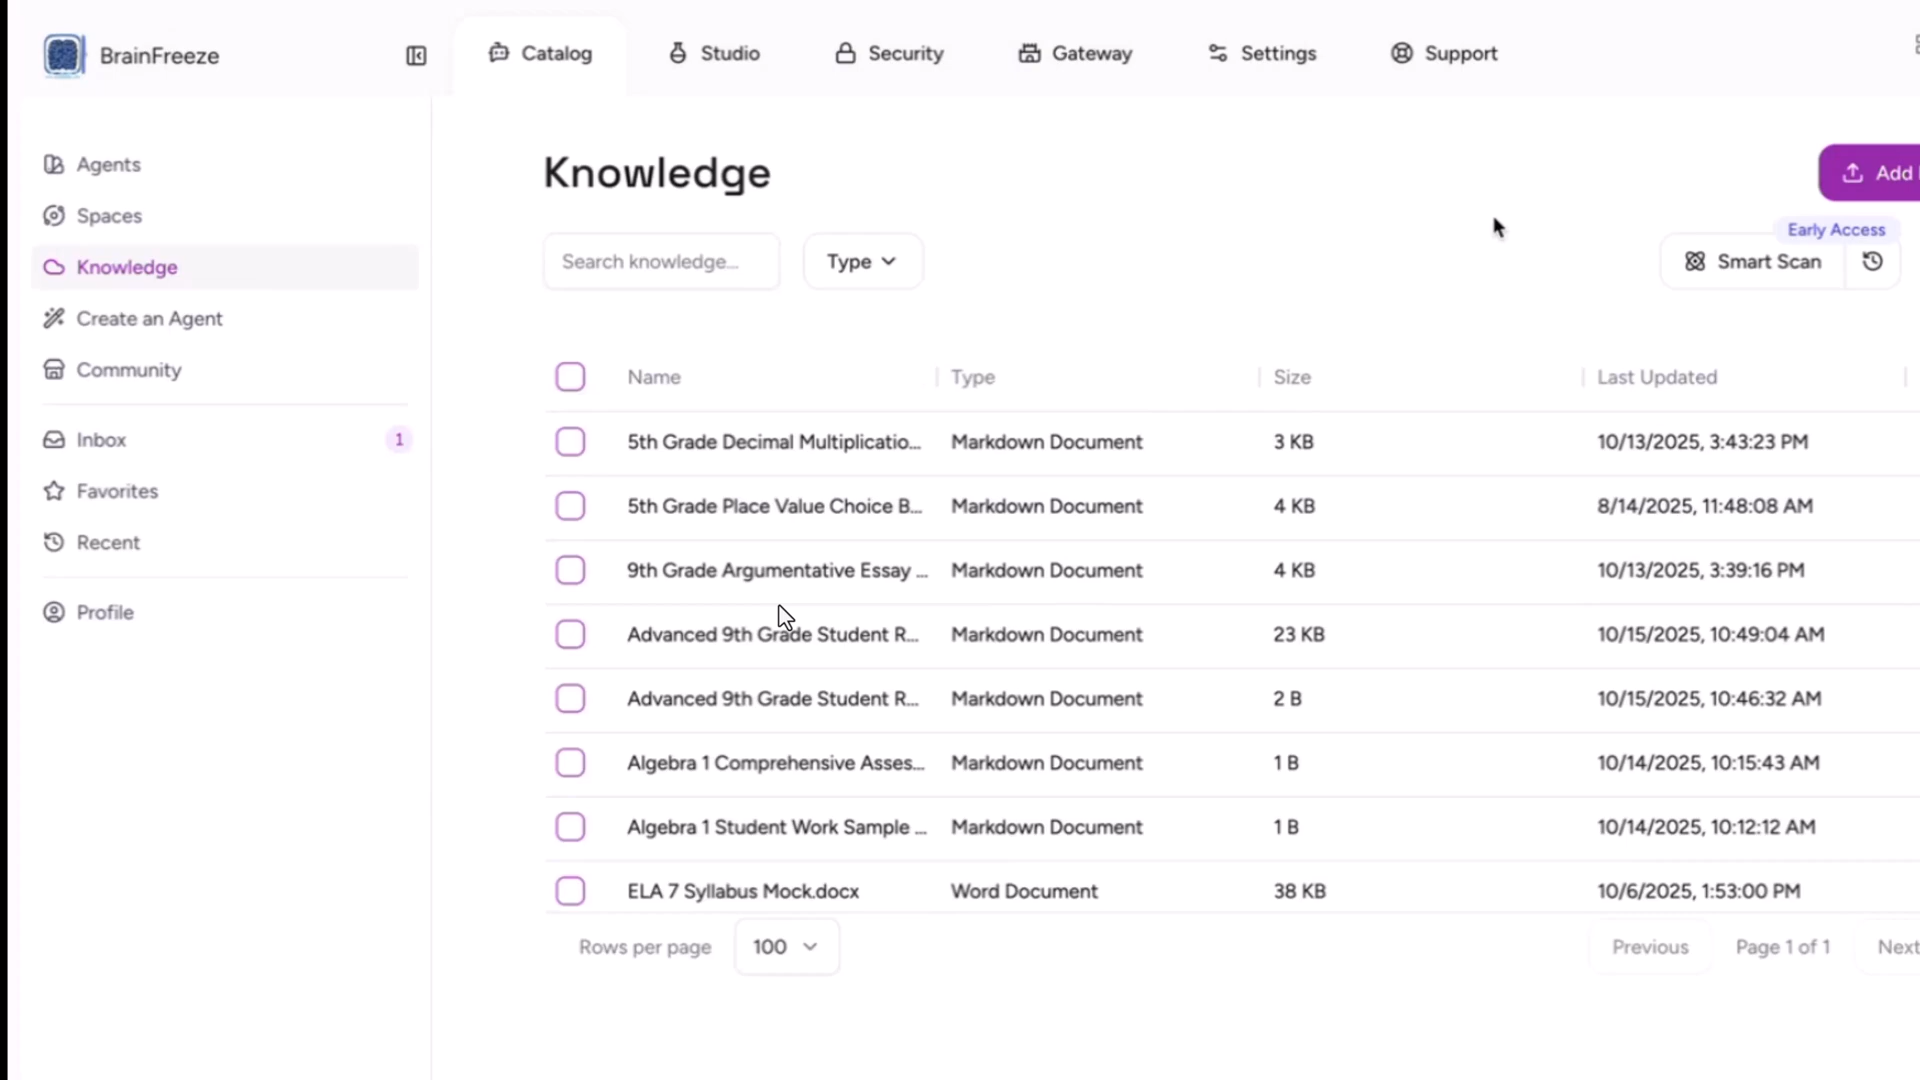 BrainFreeze
Catalog
Studio
Security
Gateway
Settings
Support
Agents
Spaces
Knowledge
Create an Agent
Community
Inbox 1
Favorites
Recent
Profile
Knowledge
Add
Search knowledge...
Type
Early Access
Smart Scan
Name Type Size Last Updated
5th Grade Decimal Multiplicatio... Markdown Document 3 KB 10/13/2025, 3:43:23 PM
5th Grade Place Value Choice B... Markdown Document 4 KB 8/14/2025, 11:48:08 AM
9th Grade Argumentative Essay ... Markdown Document 4 KB 10/13/2025, 3:39:16 PM
Advanced 9th Grade Student R... Markdown Document 23 KB 10/15/2025, 10:49:04 AM
Advanced 9th Grade Student R... Markdown Document 2 B 10/15/2025, 10:46:32 AM
Algebra 1 Comprehensive Asses... Markdown Document 1 B 10/14/2025, 10:15:43 AM
Algebra 1 Student Work Sample ... Markdown Document 1 B 10/14/2025, 10:12:12 AM
ELA 7 Syllabus Mock.docx Word Document 38 KB 10/6/2025, 1:53:00 PM
Rows per page 100 Previous Page 1 of 1 Next